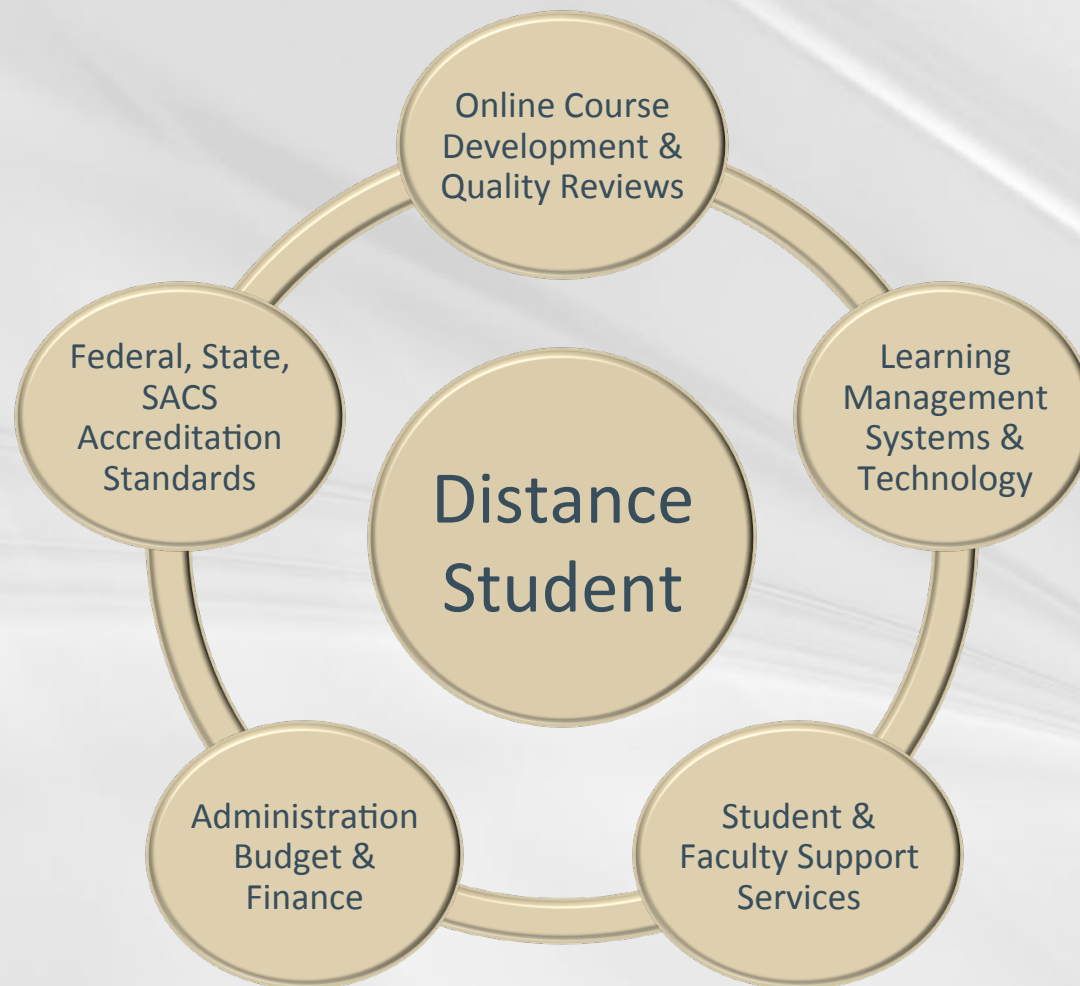 Online Course
Development &
Quality Reviews
Federal, State,
SACS
Accreditation
Standards
Learning
Management
Systems &
Technology
Distance
Student
Administration
Budget &
Finance
Student &
Faculty Support
Services